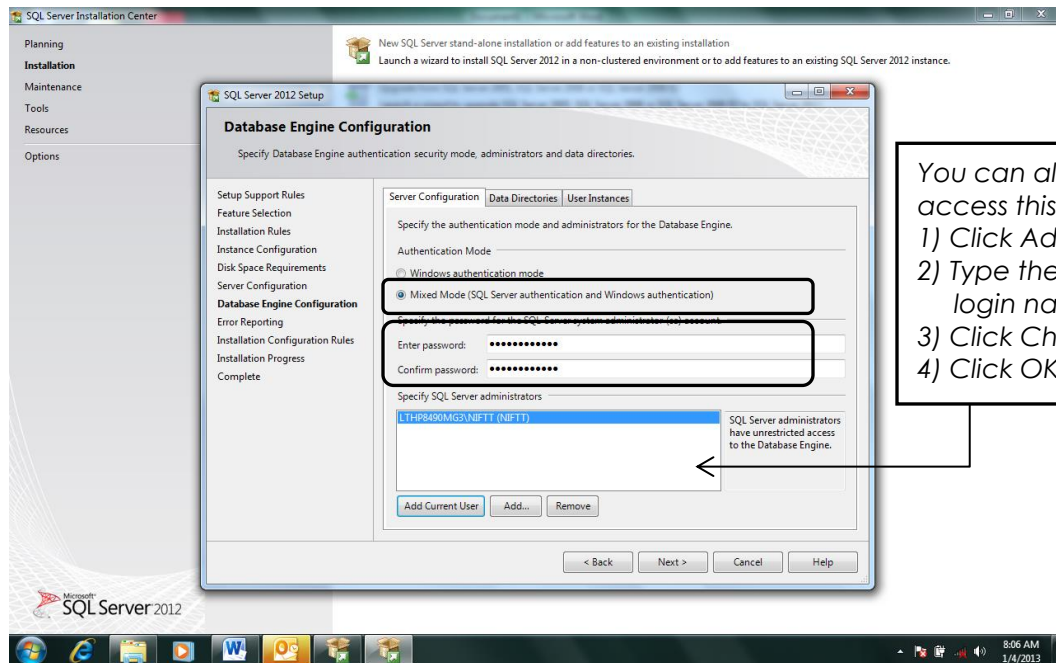 SQL Server Installation Center
Planning
Installation
Maintenance
Tools
Resources
Options
New SQL Server stand-alone installation or add features to an existing installation
Launch a wizard to install SQL Server 2012 in a non-clustered environment or to add features to an existing SQL Server 2012 instance.
SQL Server 2012 Setup
Database Engine Configuration
Specify Database Engine authentication security mode, administrators and data directories.
Setup Support Rules
Feature Selection
Installation Rules
Instance Configuration
Disk Space Requirements
Server Configuration
Database Engine Configuration
Error Reporting
Installation Configuration Rules
Installation Progress
Complete
Server Configuration Data Directories User Instances
Specify the authentication mode and administrators for the Database Engine.
Authentication Mode
Windows authentication mode
Mixed Mode (SQL Server authentication and Windows authentication)
Specify the password for the SQL Server system administrator (sa) account.
Enter password: ●●●●●●●●●●●●
Confirm password: ●●●●●●●●●●●●
Specify SQL Server administrators
LTHP8490MG3\NIFTT (NIFTT)
SQL Server administrators
have unrestricted access
to the Database Engine.
Add Current User Add... Remove
< Back Next > Cancel Help
You can al
access this
1) Click Ad
2) Type the
login na
3) Click Ch
4) Click OK
Microsoft
SQL Server 2012
8:06 AM
1/4/2013